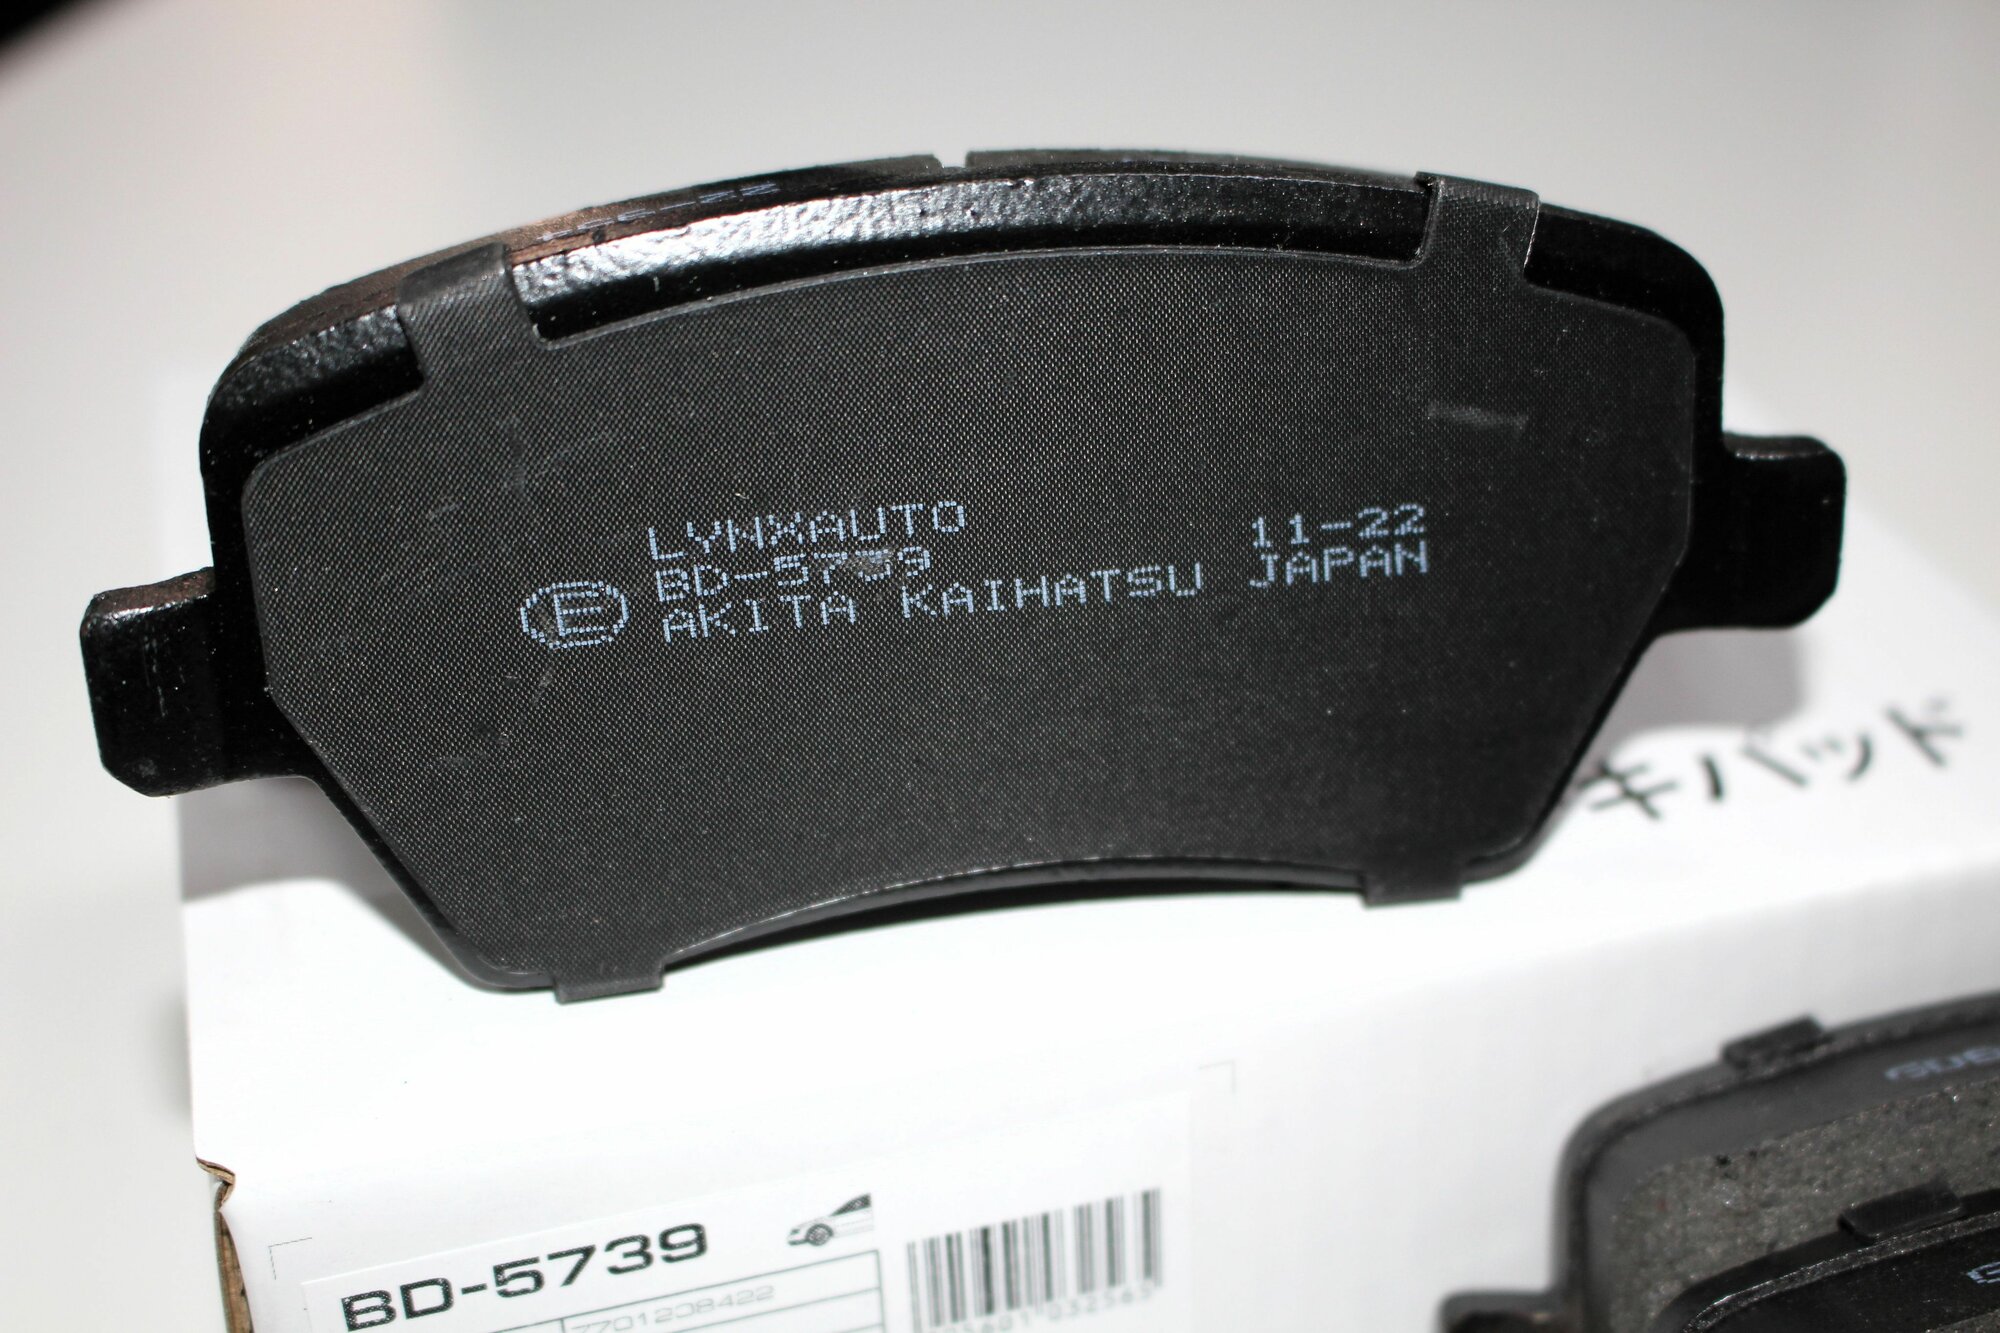 LYNXAUTO
BD-5739 11-22
Ⓔ AKITA KAIHATSU JAPAN
キパッド
BD-5739
7701208422